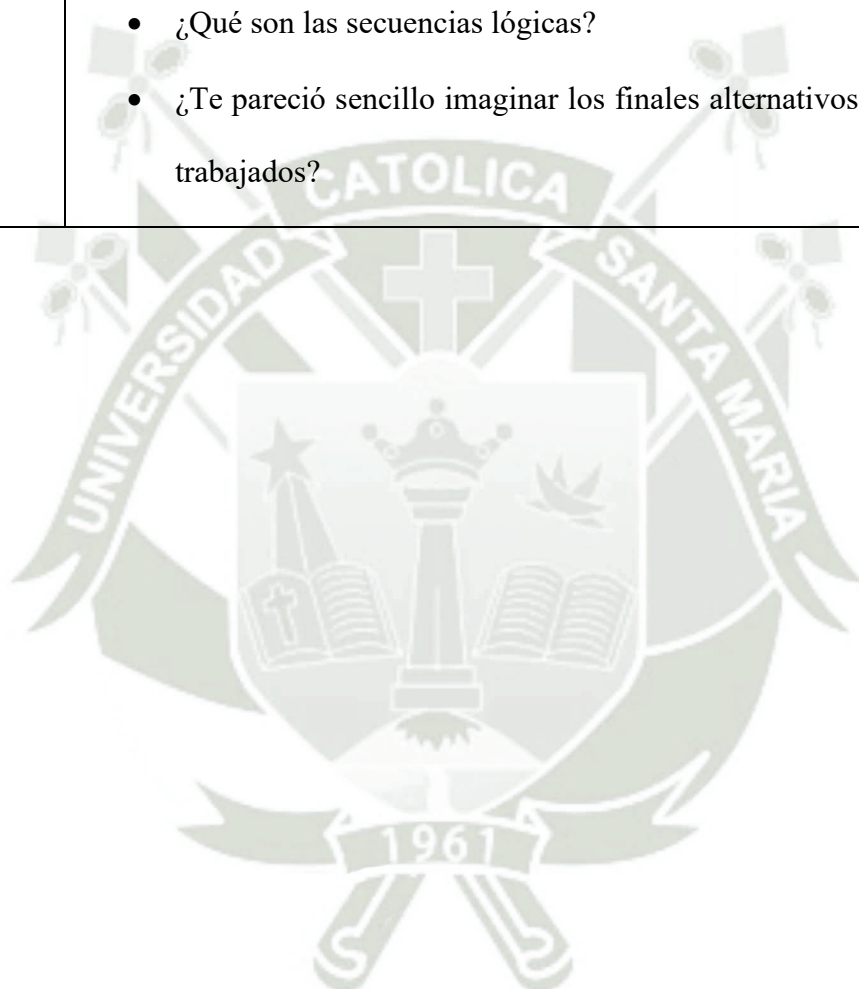 • ¿Qué son las secuencias lógicas?
• ¿Te pareció sencillo imaginar los finales alternativos
trabajados?
UNIVERSIDAD CATOLICA SANTA MARIA
1961